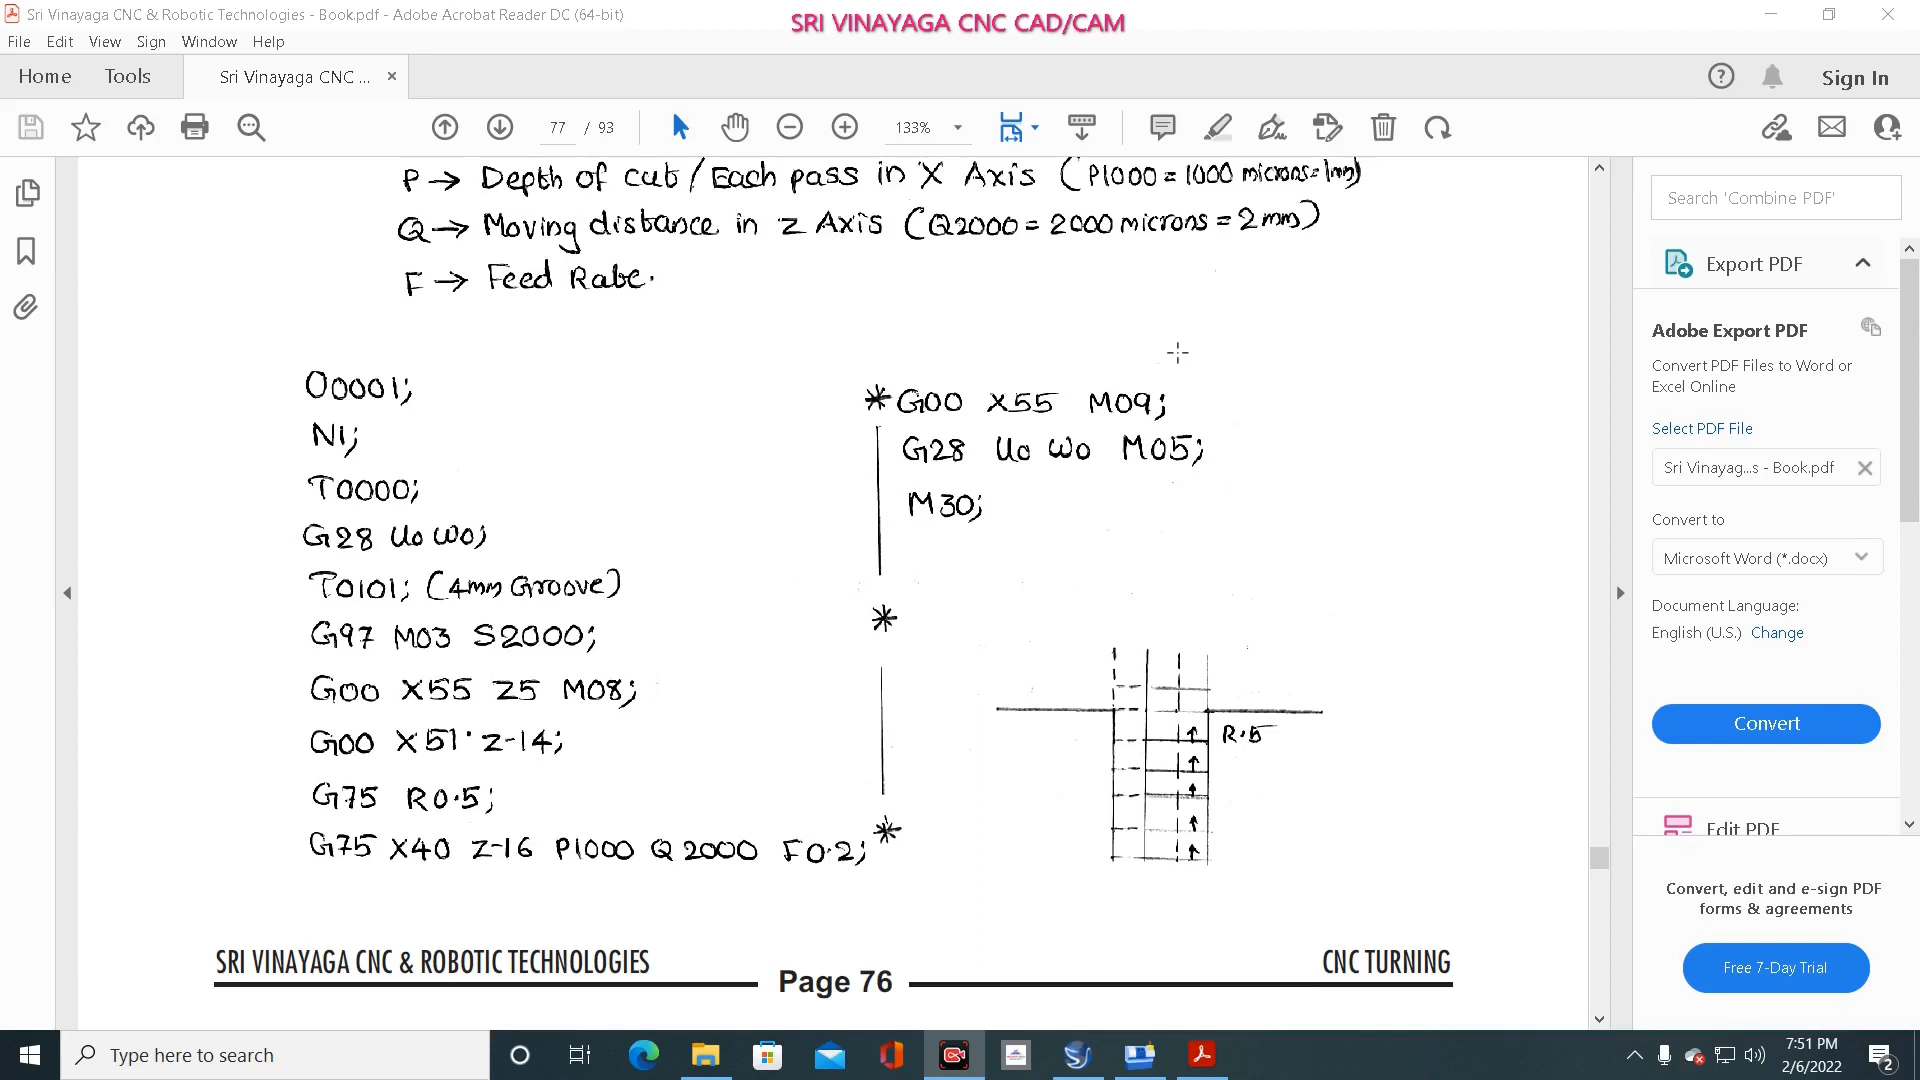 Sri Vinayaga CNC & Robotic Technologies - Book.pdf - Adobe Acrobat Reader DC (64-bit)
SRI VINAYAGA CNC CAD/CAM
File Edit View Sign Window Help
Home Tools Sri Vinayaga CNC ... × Sign In
77 / 93 133%
P → Depth of cut / Each pass in X Axis (P1000 = 1000 microns = 1mm)
Q → Moving distance in Z Axis (Q2000 = 2000 microns = 2mm)
F → Feed Rate.
O0001;
N1;
T0000;
G28 U0 W0;
T0101; (4mm Groove)
G97 M03 S2000;
G00 X55 Z5 M08;
G00 X51. Z-14;
G75 R0.5;
G75 X40 Z-16 P1000 Q2000 F0.2;
* G00 X55 M09;
G28 U0 W0 M05;
M30;
*
*
R.5
SRI VINAYAGA CNC & ROBOTIC TECHNOLOGIES
Page 76
CNC TURNING
Search 'Combine PDF'
Export PDF
Adobe Export PDF
Convert PDF Files to Word or
Excel Online
Select PDF File
Sri Vinayag...s - Book.pdf
Convert to
Microsoft Word (*.docx)
Document Language:
English (U.S.) Change
Convert
Edit PDF
Convert, edit and e-sign PDF
forms & agreements
Free 7-Day Trial
Type here to search
7:51 PM
2/6/2022
2